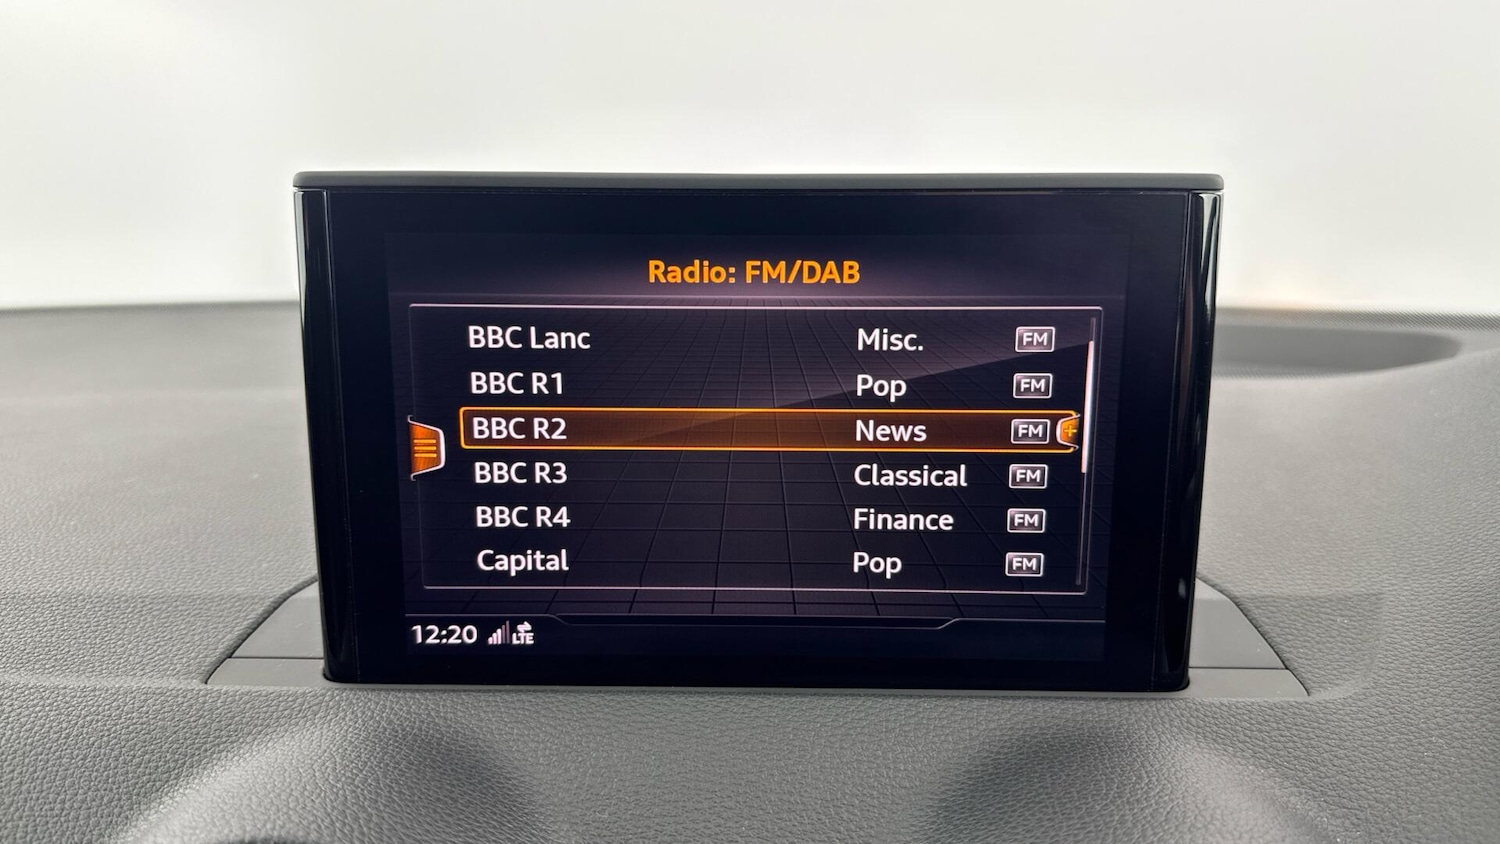 Radio: FM/DAB
BBC Lanc Misc. FM
BBC R1 Pop FM
BBC R2 News FM +
BBC R3 Classical FM
BBC R4 Finance FM
Capital Pop FM
12:20 LTE